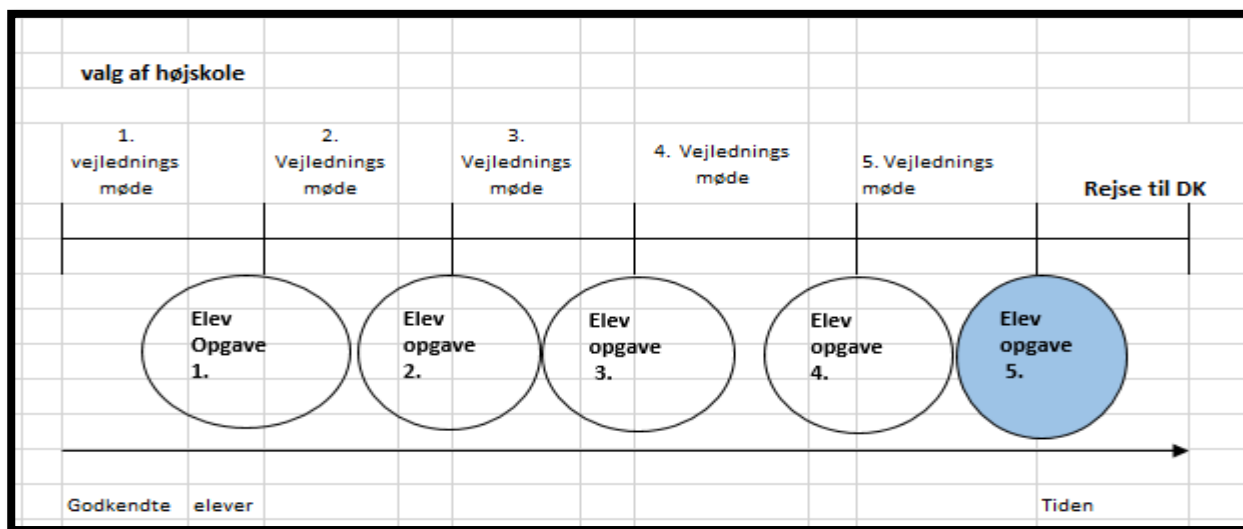 valg af højskole
1.
vejlednings
møde
2.
Vejlednings
møde
3.
Vejlednings
møde
4. Vejlednings
møde
5. Vejlednings
møde
Rejse til DK
Elev
Opgave
1.
Elev
opgave
2.
Elev
opgave
3.
Elev
opgave
4.
Elev
opgave
5.
Godkendte elever
Tiden